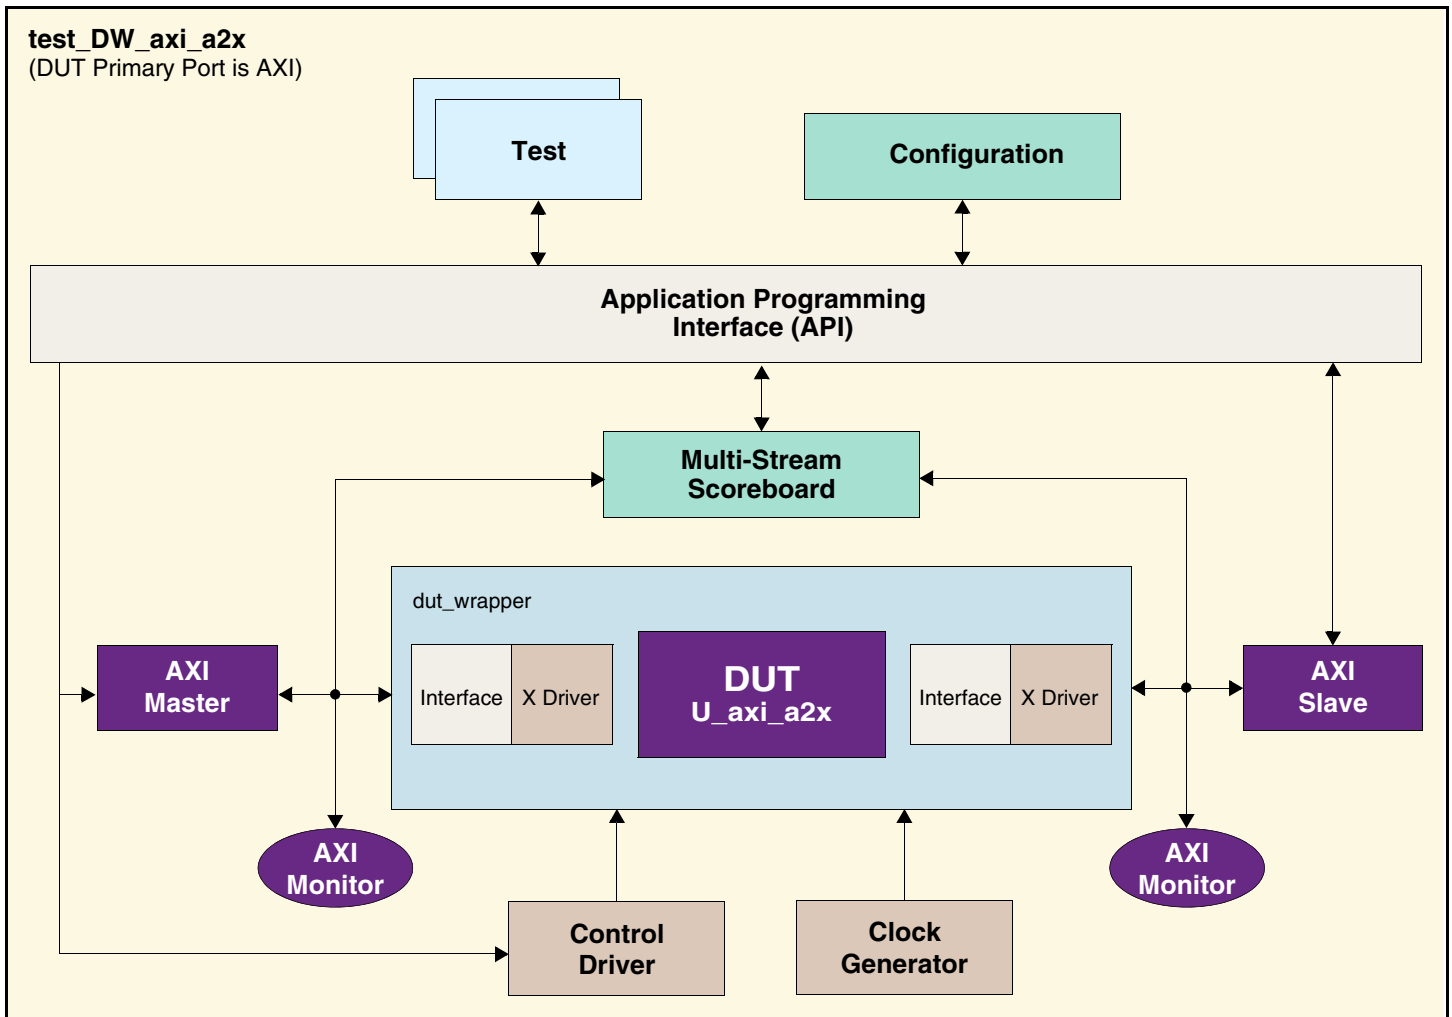 test_DW_axi_a2x
(DUT Primary Port is AXI)
Test
Configuration
Application Programming
Interface (API)
Multi-Stream
Scoreboard
dut_wrapper
AXI
Master
Interface
X Driver
DUT
U_axi_a2x
Interface
X Driver
AXI
Slave
AXI
Monitor
AXI
Monitor
Control
Driver
Clock
Generator